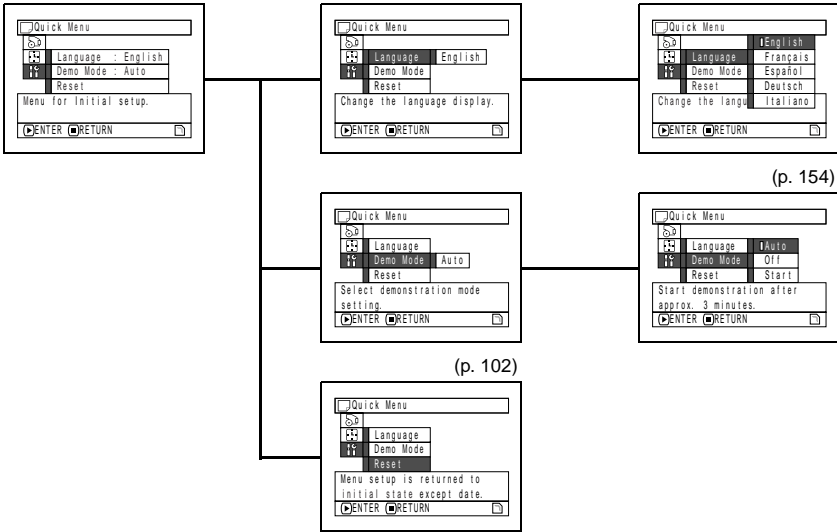 Quick Menu
Language : English
Demo Mode : Auto
Reset
Menu for Initial setup.
ENTER RETURN
Quick Menu
Language English
Demo Mode
Reset
Change the language display.
ENTER RETURN
Quick Menu
English
Language Français
Demo Mode Español
Reset Deutsch
Change the langu Italiano
ENTER RETURN
(p. 154)
Quick Menu
Language
Demo Mode Auto
Reset
Select demonstration mode
setting.
ENTER RETURN
(p. 102)
Quick Menu
Language Auto
Demo Mode Off
Reset Start
Start demonstration after
approx. 3 minutes.
ENTER RETURN
Quick Menu
Language
Demo Mode
Reset
Menu setup is returned to
initial state except date.
ENTER RETURN